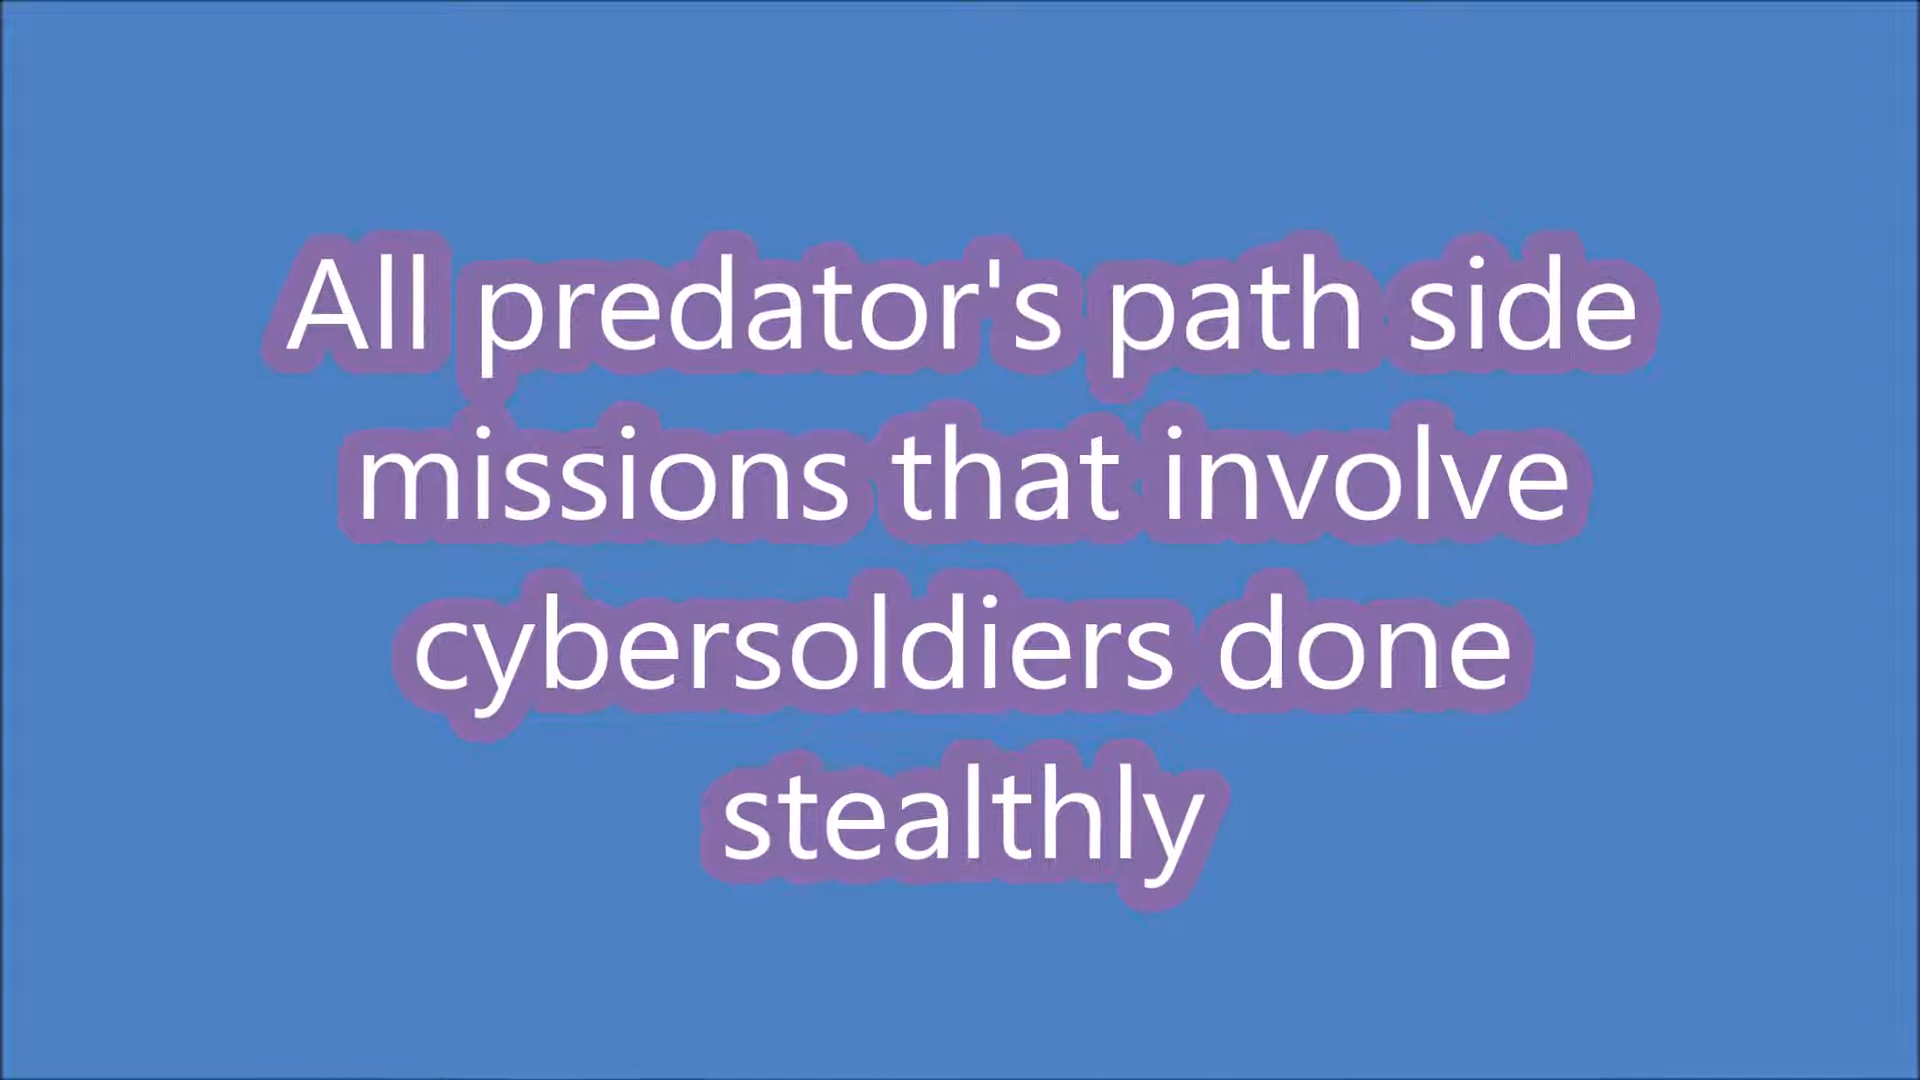 All predator's path side
missions that involve
cybersoldiers done
stealthly